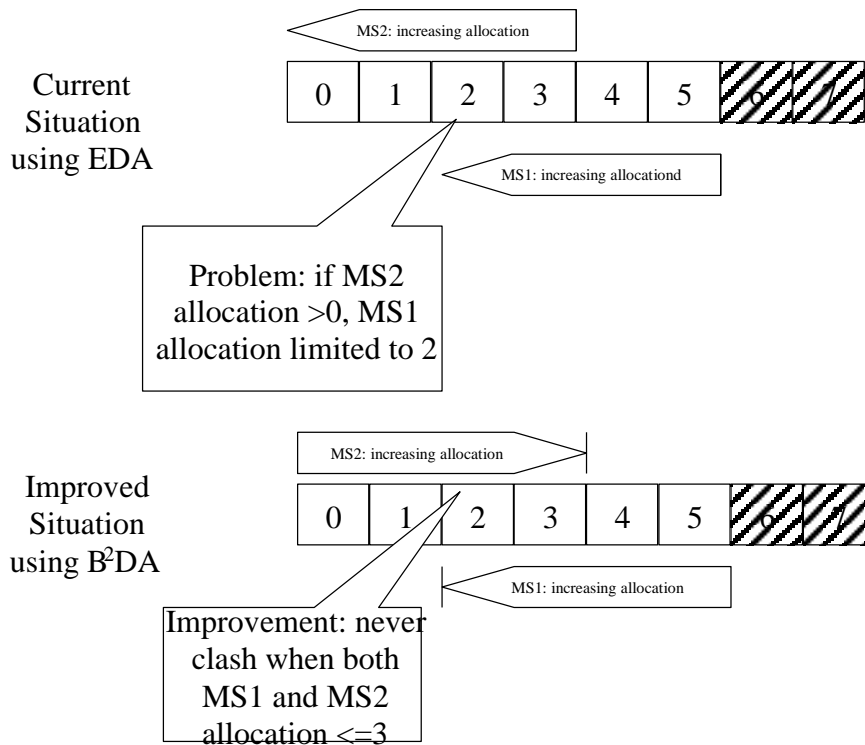 MS2: increasing allocation
Current
Situation
using EDA
0 1 2 3 4 5 6 7
MS1: increasing allocationd
Problem: if MS2
allocation >0, MS1
allocation limited to 2
MS2: increasing allocation
Improved
Situation
using B²DA
0 1 2 3 4 5 6 7
MS1: increasing allocation
Improvement: never
clash when both
MS1 and MS2
allocation <=3